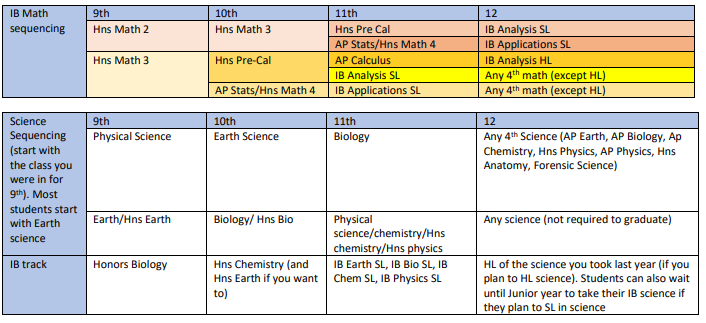 IB Math 9th 10th 11th 12
sequencing Hns Math 2 Hns Math 3 Hns Pre Cal IB Analysis SL
AP Stats/Hns Math 4 IB Applications SL
Hns Math 3 Hns Pre-Cal AP Calculus IB Analysis HL
IB Analysis SL Any 4th math (except HL)
AP Stats/Hns Math 4 IB Applications SL Any 4th math (except HL)
Science
Sequencing
(start with
the class you
were in for
9th). Most
students start
with Earth
science
9th 10th 11th 12
Physical Science Earth Science Biology
Any 4th Science (AP Earth, AP Biology, Ap
Chemistry, Hns Physics, AP Physics, Hns
Anatomy, Forensic Science)
Earth/Hns Earth Biology/ Hns Bio
Physical
science/chemistry/Hns
chemistry/Hns physics
Any science (not required to graduate)
IB track Honors Biology
Hns Chemistry (and
Hns Earth if you want
to)
IB Earth SL, IB Bio SL, IB
Chem SL, IB Physics SL
HL of the science you took last year (if you
plan to HL science). Students can also wait
until Junior year to take their IB science if
they plan to SL in science